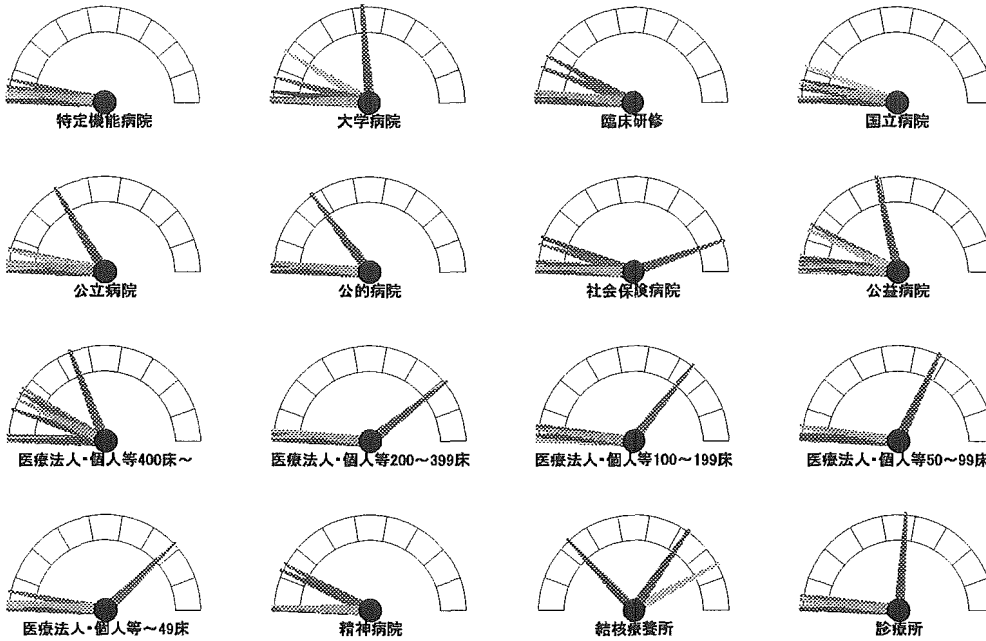 特定機能病院
大学病院
臨床研修
国立病院
公立病院
公的病院
社会保険病院
公益病院
医療法人・個人等400床～
医療法人・個人等200～399床
医療法人・個人等100～199床
医療法人・個人等50～99床
医療法人・個人等～49床
精神病院
結核療養所
診療所